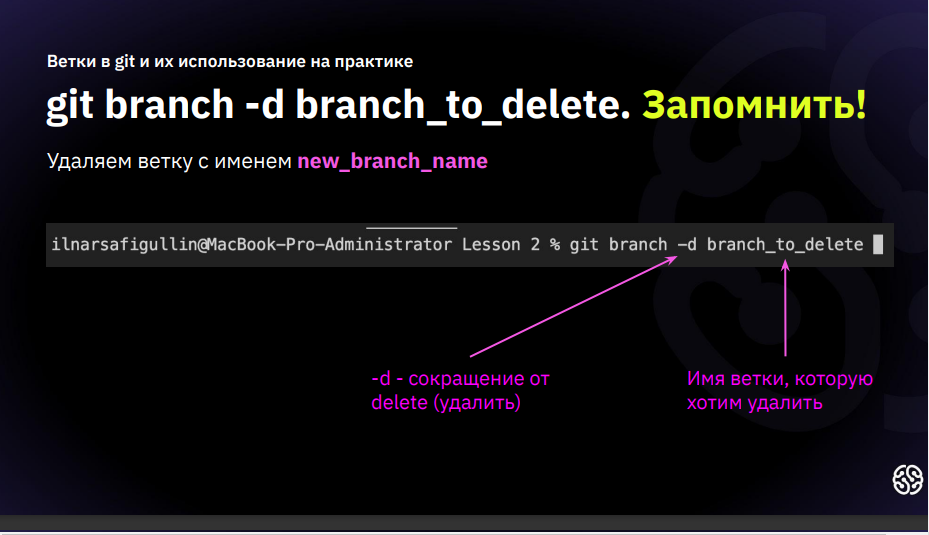 Ветки в git и их использование на практике
git branch -d branch_to_delete. Запомнить!
Удаляем ветку с именем new_branch_name
ilnarsafigullin@MacBook-Pro-Administrator Lesson 2 % git branch -d branch_to_delete
-d - сокращение от
delete (удалить)
Имя ветки, которую
хотим удалить